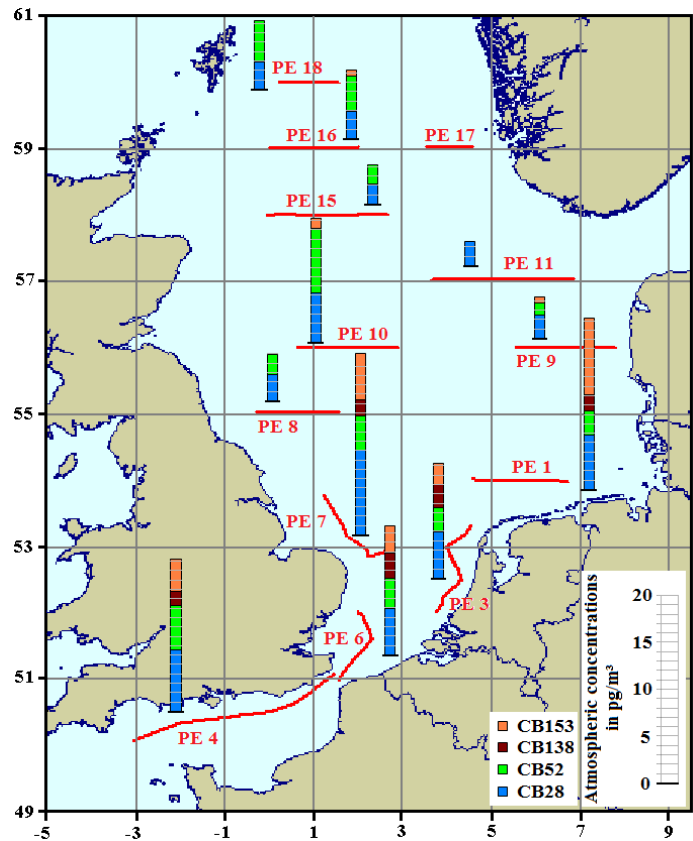 61
PE 18
59
PE 16
PE 17
PE 15
57
PE 11
PE 10
PE 9
55
PE 8
PE 1
PE 7
53
PE 3
PE 6
51
PE 4
49
Atmospheric concentrations
in pg/m³
20
15
10
5
0
CB153
CB138
CB52
CB28
-5
-3
-1
1
3
5
7
9